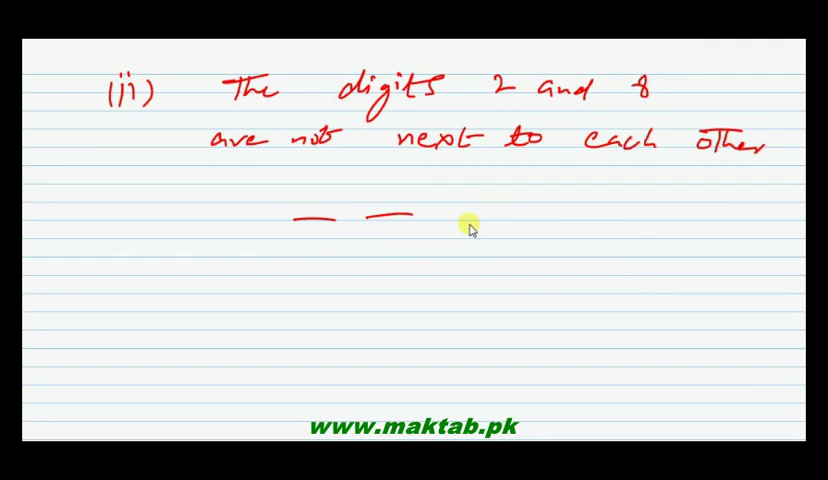 (ii) The digits 2 and 8
are not next to each other
www.maktab.pk